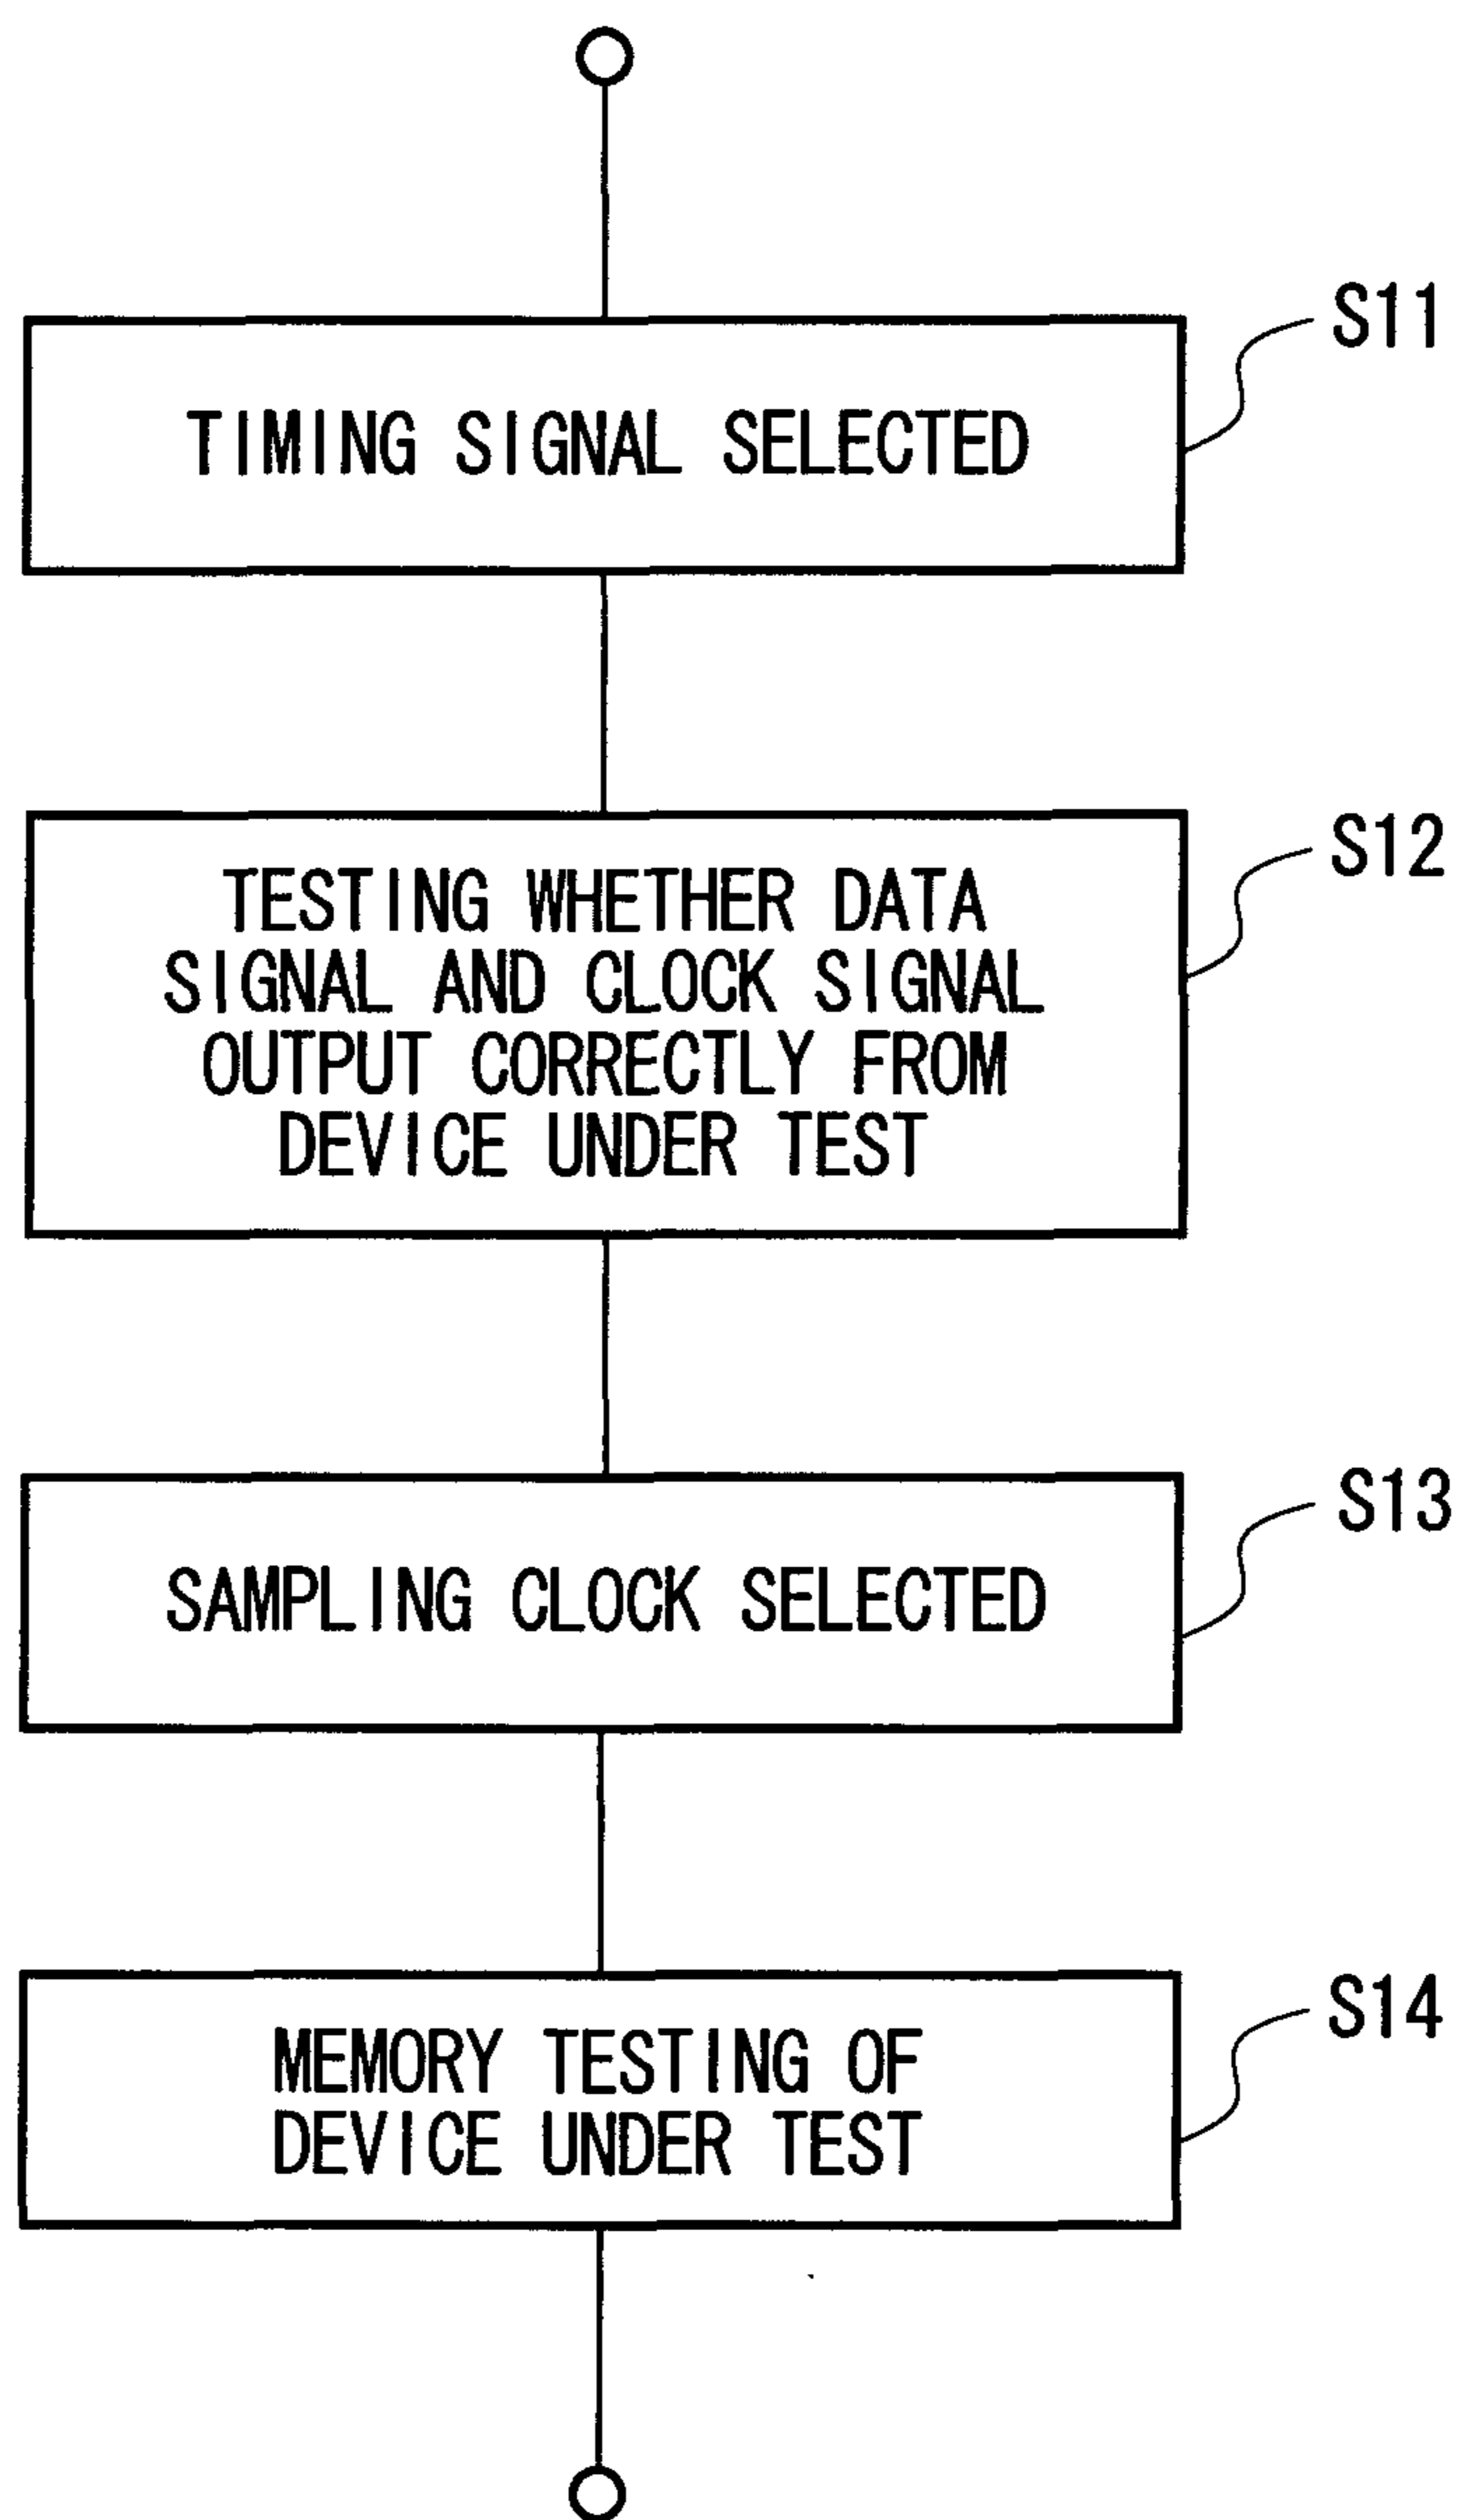 S11
TIMING SIGNAL SELECTED
S12
TESTING WHETHER DATA
SIGNAL AND CLOCK SIGNAL
OUTPUT CORRECTLY FROM
DEVICE UNDER TEST
S13
SAMPLING CLOCK SELECTED
S14
MEMORY TESTING OF
DEVICE UNDER TEST